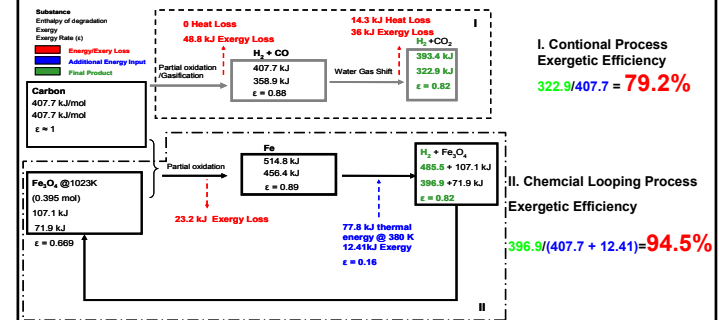 Substance
Enthalpy of degradation
Exergy
Exergy Rate (ε)
Energy/Exery Loss
Additional Energy Input
Final Product
Carbon
407.7 kJ/mol
407.7 kJ/mol
ε ≈ 1
0 Heat Loss
48.8 kJ Exergy Loss
Partial oxidation
/Gasification
H2 + CO
407.7 kJ
358.9 kJ
ε = 0.88
14.3 kJ Heat Loss
36 kJ Exergy Loss
Water Gas Shift
H2 +CO2
393.4 kJ
322.9 kJ
ε = 0.82
I
I. Contional Process
Exergetic Efficiency
322.9/407.7 = 79.2%
Fe3O4 @1023K
(0.395 mol)
107.1 kJ
71.9 kJ
ε = 0.669
Partial oxidation
23.2 kJ Exergy Loss
Fe
514.8 kJ
456.4 kJ
ε = 0.89
77.8 kJ thermal
energy @ 380 K
12.41kJ Exergy
ε = 0.16
H2 + Fe3O4
485.5 + 107.1 kJ
396.9 +71.9 kJ
ε = 0.82
II
II. Chemcial Looping Process
Exergetic Efficiency
396.9/(407.7 + 12.41)=94.5%